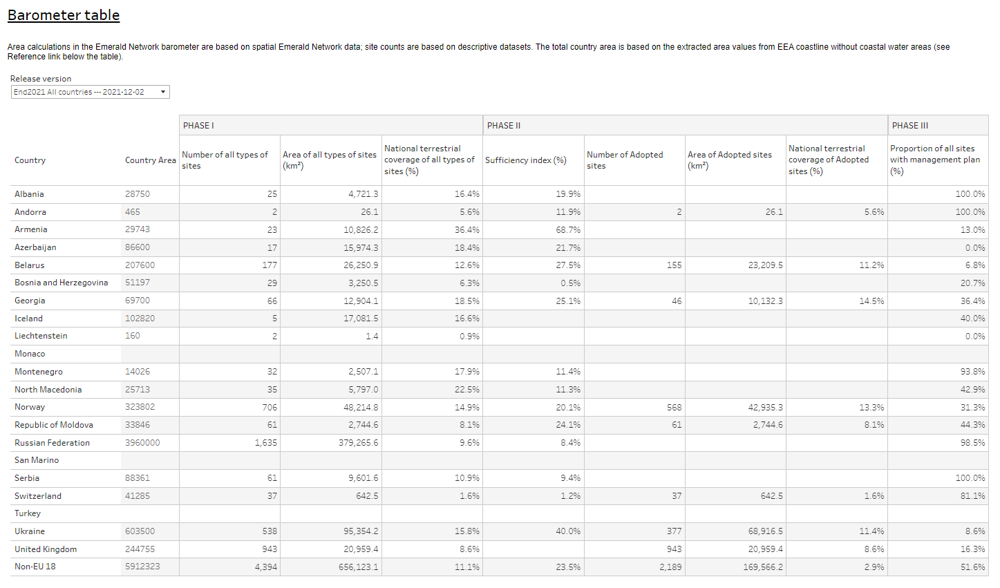 Barometer table
Area calculations in the Emerald Network barometer are based on spatial Emerald Network data; site counts are based on descriptive datasets. The total country area is based on the extracted area values from EEA coastline without coastal water areas (see
Reference link below the table).
Release version
End2021 All countries --- 2021-12-02
PHASE I PHASE II PHASE III
Country Country Area Number of all types of sites Area of all types of sites (km²) National terrestrial coverage of all types of sites (%) Sufficiency index (%) Number of Adopted sites Area of Adopted sites (km²) National terrestrial coverage of Adopted sites (%) Proportion of all sites with management plan (%)
Albania 28750 25 4,721.3 16.4% 19.9% 100.0%
Andorra 465 2 26.1 5.6% 11.9% 2 26.1 5.6% 100.0%
Armenia 29743 23 10,826.2 36.4% 68.7% 13.0%
Azerbaijan 86600 17 15,974.3 18.4% 21.7% 0.0%
Belarus 207600 177 26,250.9 12.6% 27.5% 155 23,209.5 11.2% 6.8%
Bosnia and Herzegovina 51197 29 3,250.5 6.3% 0.5% 20.7%
Georgia 69700 66 12,904.1 18.5% 25.1% 46 10,132.3 14.5% 36.4%
Iceland 102820 5 17,081.5 16.6% 40.0%
Liechtenstein 160 2 1.4 0.9% 0.0%
Monaco
Montenegro 14026 32 2,507.1 17.9% 11.4% 93.8%
North Macedonia 25713 35 5,797.0 22.5% 11.3% 42.9%
Norway 323802 706 48,214.8 14.9% 20.1% 568 42,935.3 13.3% 31.3%
Republic of Moldova 33846 61 2,744.6 8.1% 24.1% 61 2,744.6 8.1% 44.3%
Russian Federation 3960000 1,635 379,265.6 9.6% 8.4% 98.5%
San Marino
Serbia 88361 61 9,601.6 10.9% 9.4% 100.0%
Switzerland 41285 37 642.5 1.6% 1.2% 37 642.5 1.6% 81.1%
Turkey
Ukraine 603500 538 95,354.2 15.8% 40.0% 377 68,916.5 11.4% 8.6%
United Kingdom 244755 943 20,959.4 8.6% 943 20,959.4 8.6% 16.3%
Non-EU 18 5912323 4,394 656,123.1 11.1% 23.5% 2,189 169,566.2 2.9% 51.6%